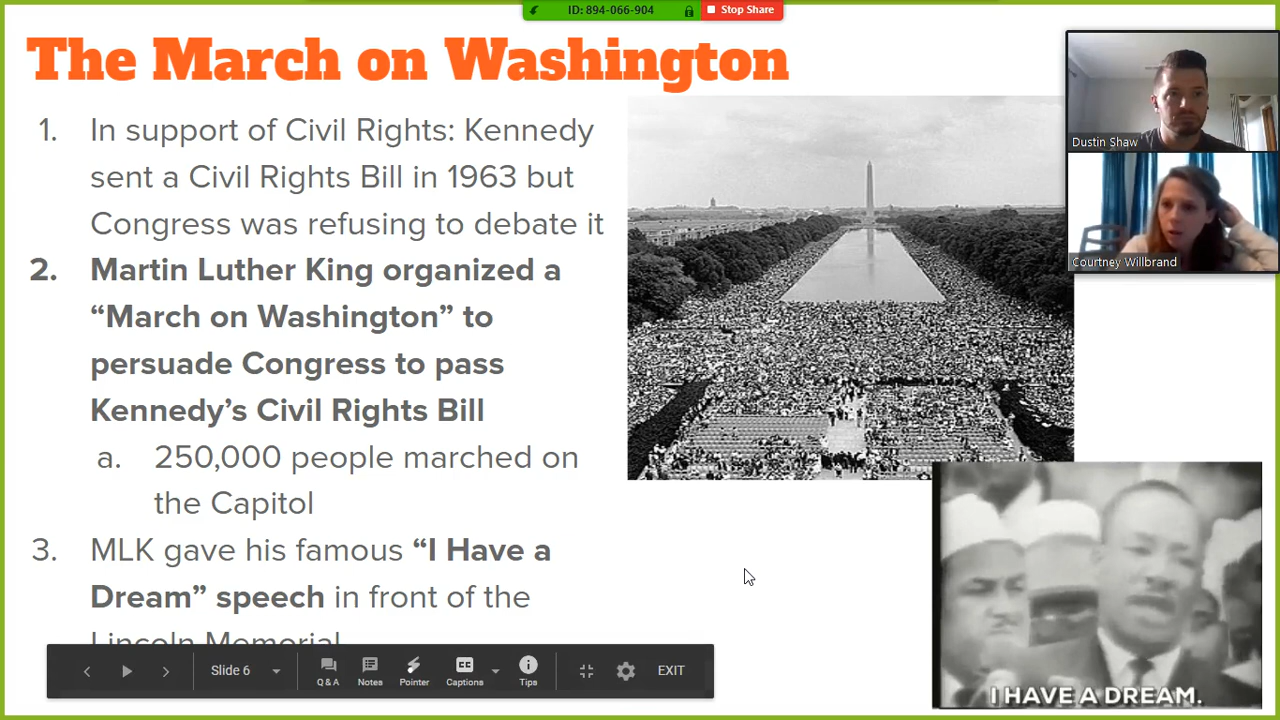 ID: 894-066-904
Stop Share
The March on Washington
1. In support of Civil Rights: Kennedy
sent a Civil Rights Bill in 1963 but
Congress was refusing to debate it
2. Martin Luther King organized a
“March on Washington” to
persuade Congress to pass
Kennedy’s Civil Rights Bill
a. 250,000 people marched on
the Capitol
3. MLK gave his famous “I Have a
Dream” speech in front of the
Lincoln Memorial
Dustin Shaw
Courtney Willbrand
I HAVE A DREAM.
Slide 6
Q & A
Notes
Pointer
CC
Captions
Tips
EXIT